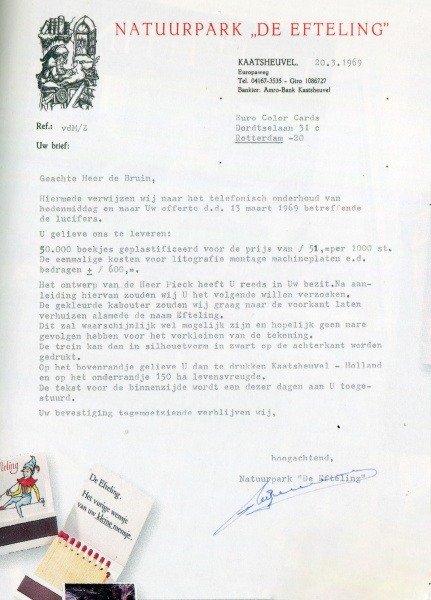 NATUURPARK „DE EFTELING"
KAATSHEUVEL, 20.3.1969
Europaweg
Tel. 04167-3535 - Giro 1086727
Bankier: Amro-Bank Kaatsheuvel
Ref.: vdM/Z
Uw brief:
Euro Color Cards
Dordtselaan 31 c
Rotterdam -20
Geachte Heer de Bruin,
Hiermede verwijzen wij naar het telefonisch onderhoud van
hedenmiddag en naar Uw offerte d.d. 13 maart 1969 betreffende
de lucifers.
U gelieve ons te leveren:
50.000 boekjes geplastificeerd voor de prijs van ƒ 51,=per 1000 st.
De eenmalige kosten voor litografie montage machineplaten e.d.
bedragen + / 600,=.
Het ontwerp van de Heer Pieck heeft U reeds in Uw bezit.Na aan-
leiding hiervan zouden wij U het volgende willen verzoeken.
De gekleurde kabouter zouden wij graag naar de voorkant laten
verhuizen alsmede de naam Efteling.
Dit zal waarschijnlijk wel mogelijk zijn en hopelijk geen nare
gevolgen hebben voor het verkleinen van de tekening.
De trein kan dan in silhouetvorm in zwart op de achterkant worden
gedrukt.
Op het bovenrandje gelieve U dan te drukken Kaatsheuvel - Holland
en op het onderrandje 150 ha levensvreugde.
De tekst voor de binnenzijde wordt een dezer dagen aan U toege-
stuurd.
Uw bevestiging tegemoetziende verblijven wij,
hoogachtend,
Natuurpark "De Efteling"
fteling
De Efteling,
Het vurige wensje
van uw kleine mensje.